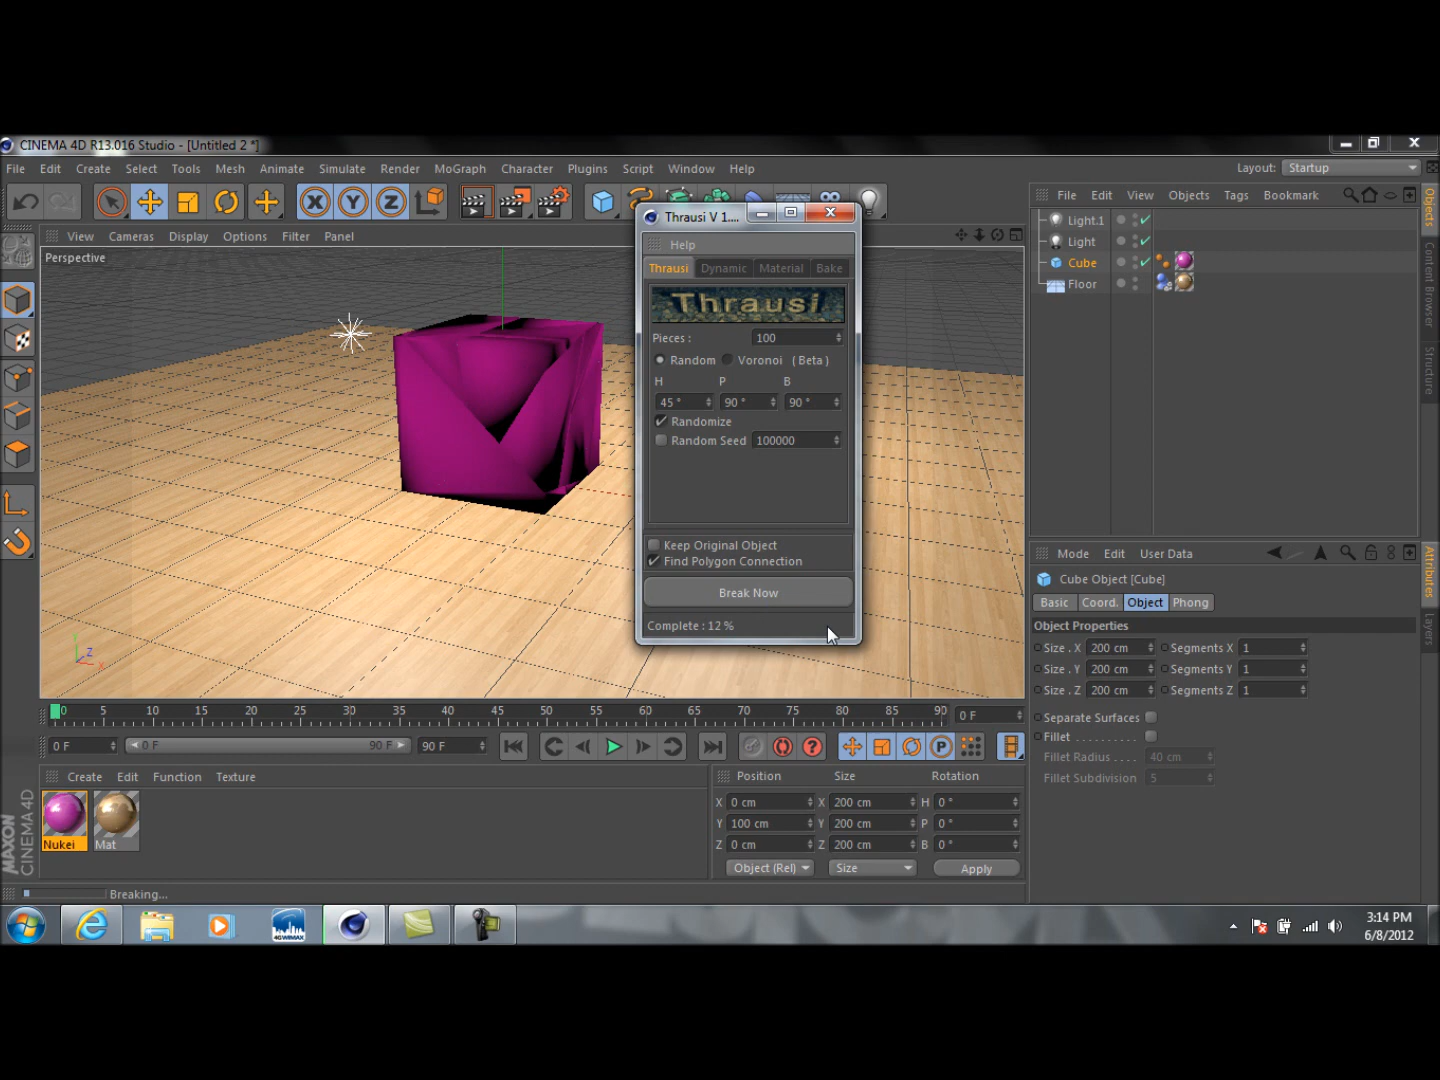 CINEMA 4D R13.016 Studio - [Untitled 2 *]
File Edit Create Select Tools Mesh Animate Simulate Render MoGraph Character Plugins Script Window Help
Layout: Startup
X Y Z
File Edit View Objects Tags Bookmark
View Cameras Display Options Filter Panel
Perspective
Thrausi V 1....
Help
Thrausi Dynamic Material Bake
Thrausi
Pieces : 100
Random Voronoi ( Beta )
H P B
45 ° 90 ° 90 °
Randomize
Random Seed 100000
Keep Original Object
Find Polygon Connection
Break Now
Complete : 12 %
Light.1
Light
Cube
Floor
Objects
Content Browser
Structure
Mode Edit User Data
Cube Object [Cube]
Basic Coord. Object Phong
Object Properties
Size . X 200 cm Segments X 1
Size . Y 200 cm Segments Y 1
Size . Z 200 cm Segments Z 1
Separate Surfaces
Fillet . . . . . . . . . .
Fillet Radius . . . . 40 cm
Fillet Subdivision 5
Attributes
Layers
Y
Z
X
0 5 10 15 20 25 30 35 40 45 50 55 60 65 70 75 80 85 90 0 F
0 F 0 F 90 F 90 F
P
Create Edit Function Texture
Nukei Mat
Position Size Rotation
X 0 cm X 200 cm H 0 °
Y 100 cm Y 200 cm P 0 °
Z 0 cm Z 200 cm B 0 °
Object (Rel) Size Apply
MAXON
CINEMA 4D
Breaking...
4GWIMAX
3:14 PM
6/8/2012